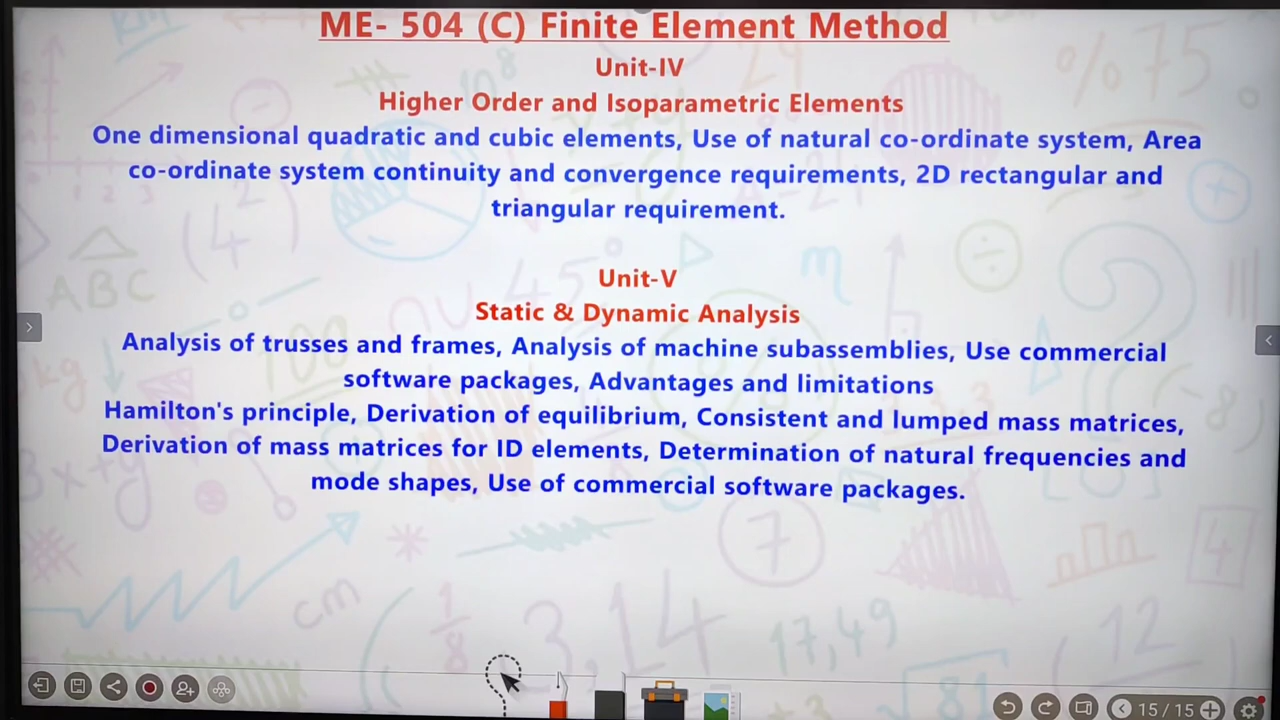 ME- 504 (C) Finite Element Method
Unit-IV
Higher Order and Isoparametric Elements
One dimensional quadratic and cubic elements, Use of natural co-ordinate system, Area
co-ordinate system continuity and convergence requirements, 2D rectangular and
triangular requirement.
Unit-V
Static & Dynamic Analysis
Analysis of trusses and frames, Analysis of machine subassemblies, Use commercial
software packages, Advantages and limitations
Hamilton's principle, Derivation of equilibrium, Consistent and lumped mass matrices,
Derivation of mass matrices for ID elements, Determination of natural frequencies and
mode shapes, Use of commercial software packages.
15 / 15